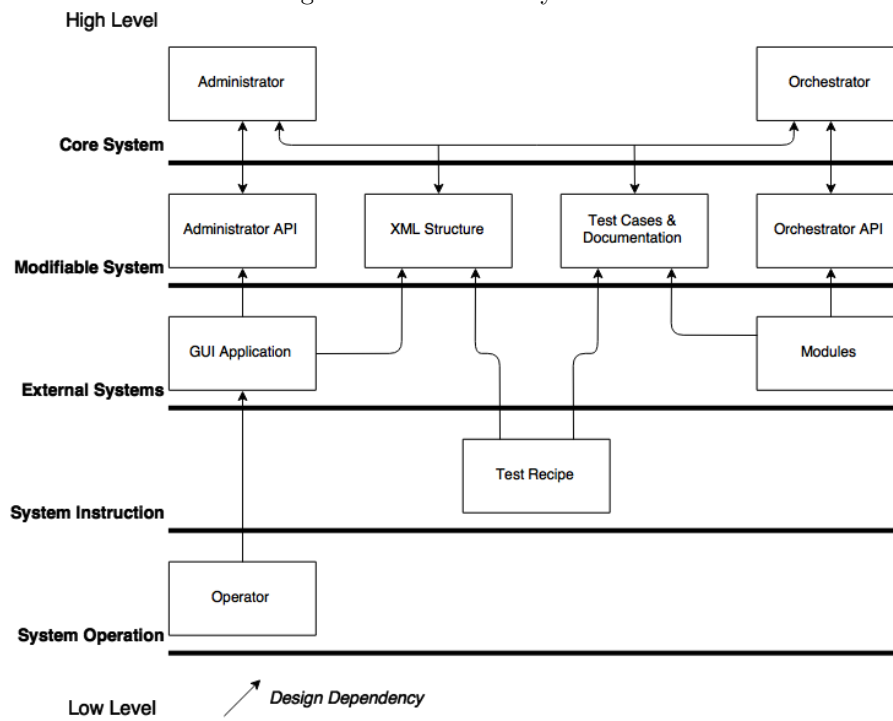 High Level
Administrator
Orchestrator
Core System
Administrator API
XML Structure
Test Cases &
Documentation
Orchestrator API
Modifiable System
GUI Application
Modules
External Systems
Test Recipe
System Instruction
Operator
System Operation
Low Level
Design Dependency